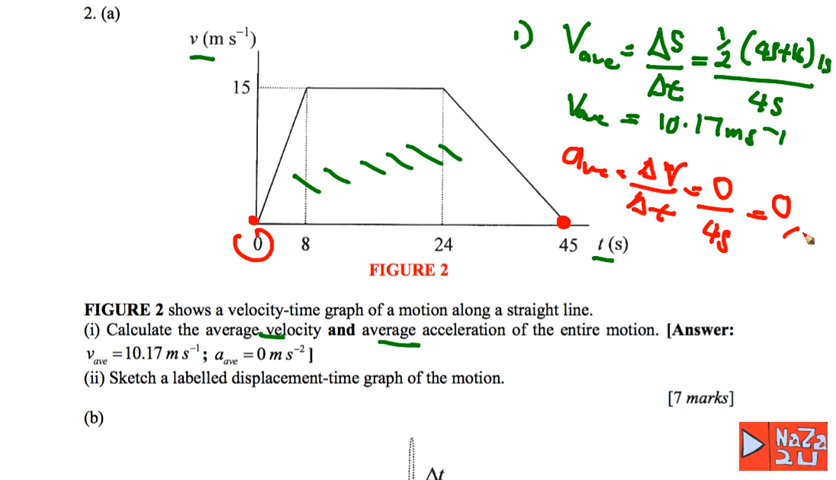 2. (a)
v (m s⁻¹)
15
0 8 24 45 t (s)
FIGURE 2
1) Vave = ΔS/Δt = ½(45+16)15/45
Vave = 10.17ms⁻¹
aave = ΔV/Δt = 0/45 = 0
FIGURE 2 shows a velocity-time graph of a motion along a straight line.
(i) Calculate the average velocity and average acceleration of the entire motion. [Answer:
vave = 10.17 m s⁻¹; aave = 0 m s⁻²]
(ii) Sketch a labelled displacement-time graph of the motion.
[7 marks]
(b)
Δt
NaZa
2U